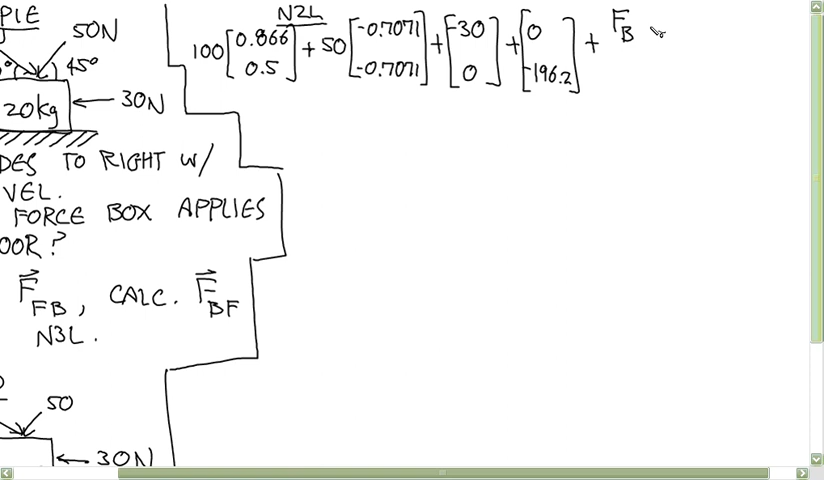 PLE
50N
45°
20kg
30N
DES TO RIGHT W/
VEL.
FORCE BOX APPLIES
OOR?
F FB, CALC. F BF
N3L.
50
30N
N2L
100 [0.866 0.5] + 50 [-0.7071 -0.7071] + [-30 0] + [0 -196.2] + F B